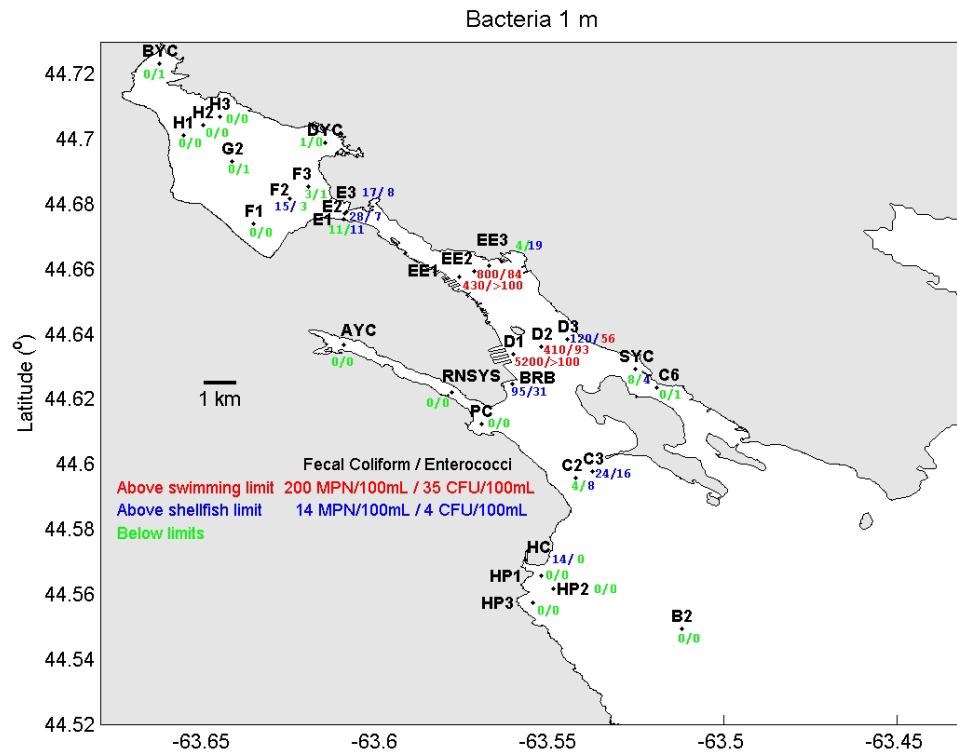 Bacteria 1 m
44.72
44.7
44.68
44.66
44.64
44.62
44.6
44.58
44.56
44.54
44.52
Latitude (°)
BYC
0/1
H3
0/0
H2
0/0
H1
0/0
DYC
1/0
G2
0/1
F3
3/1
F2
15/ 3
F1
0/0
E3 17/ 8
E2 28/ 7
E1
11/11
EE3 4/19
EE2
800/84
EE1
430/>100
D3 120/56
D2
410/93
D1
5200/>100
SYC
8/4
C6
0/1
AYC
0/0
RNSYS
0/0
BRB
95/31
PC
0/0
1 km
C3
24/16
C2
4/8
Fecal Coliform / Enterococci
Above swimming limit 200 MPN/100mL / 35 CFU/100mL
Above shellfish limit 14 MPN/100mL / 4 CFU/100mL
Below limits
HC 14/ 0
HP1 0/0
HP2 0/0
HP3 0/0
B2
0/0
-63.65 -63.6 -63.55 -63.5 -63.45